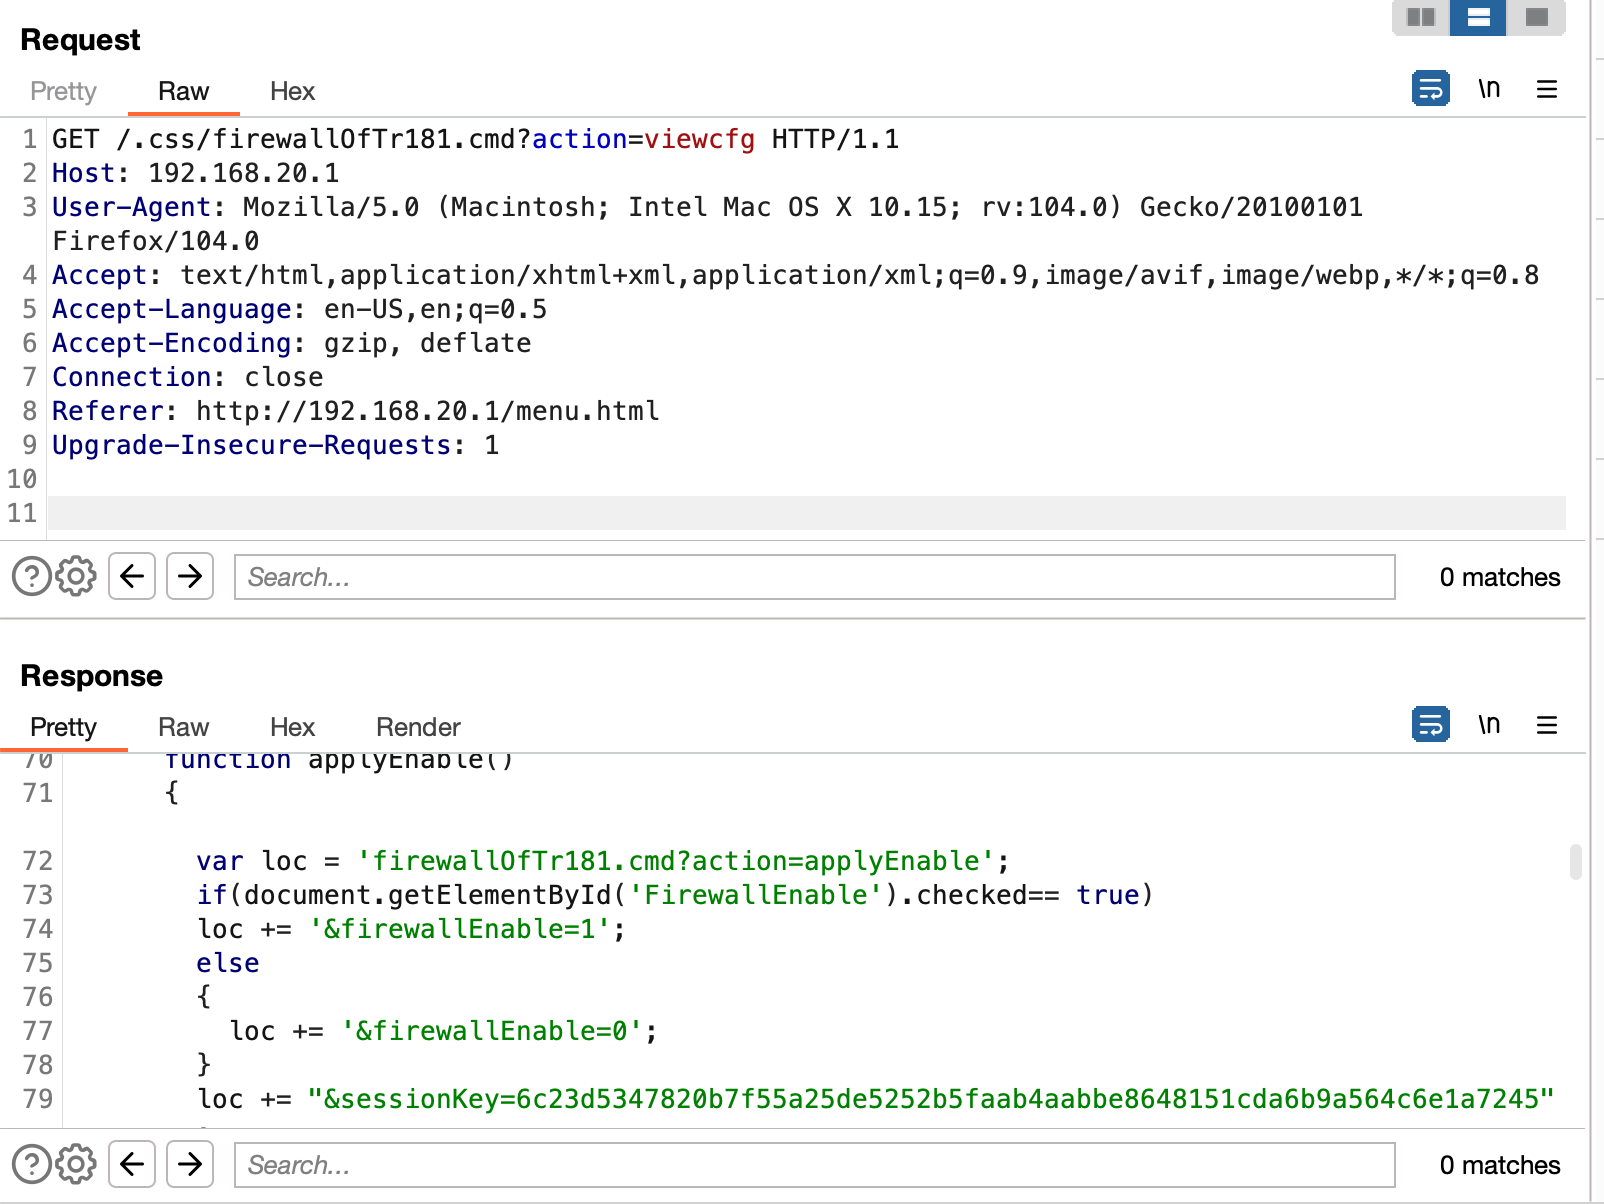 Request
Pretty Raw Hex
\n
1 GET /.css/firewallOfTr181.cmd?action=viewcfg HTTP/1.1
2 Host: 192.168.20.1
3 User-Agent: Mozilla/5.0 (Macintosh; Intel Mac OS X 10.15; rv:104.0) Gecko/20100101
Firefox/104.0
4 Accept: text/html,application/xhtml+xml,application/xml;q=0.9,image/avif,image/webp,*/*;q=0.8
5 Accept-Language: en-US,en;q=0.5
6 Accept-Encoding: gzip, deflate
7 Connection: close
8 Referer: http://192.168.20.1/menu.html
9 Upgrade-Insecure-Requests: 1
10
11
Search... 0 matches
Response
Pretty Raw Hex Render
\n
70 function applyEnable()
71 {
72 var loc = 'firewallOfTr181.cmd?action=applyEnable';
73 if(document.getElementById('FirewallEnable').checked== true)
74 loc += '&firewallEnable=1';
75 else
76 {
77 loc += '&firewallEnable=0';
78 }
79 loc += "&sessionKey=6c23d5347820b7f55a25de5252b5faab4aabbe8648151cda6b9a564c6e1a7245"
Search... 0 matches